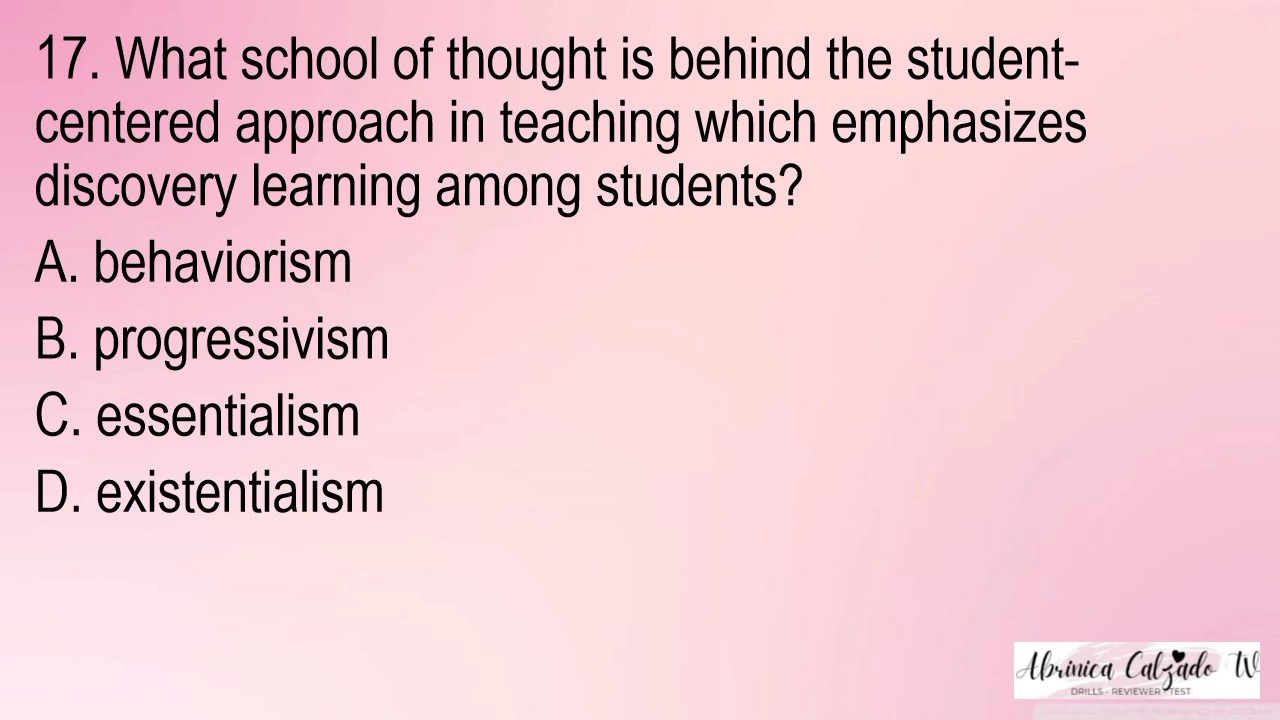 17. What school of thought is behind the student-
centered approach in teaching which emphasizes
discovery learning among students?
A. behaviorism
B. progressivism
C. essentialism
D. existentialism
Abrinica Calzado TV
DRILLS - REVIEWER - TEST